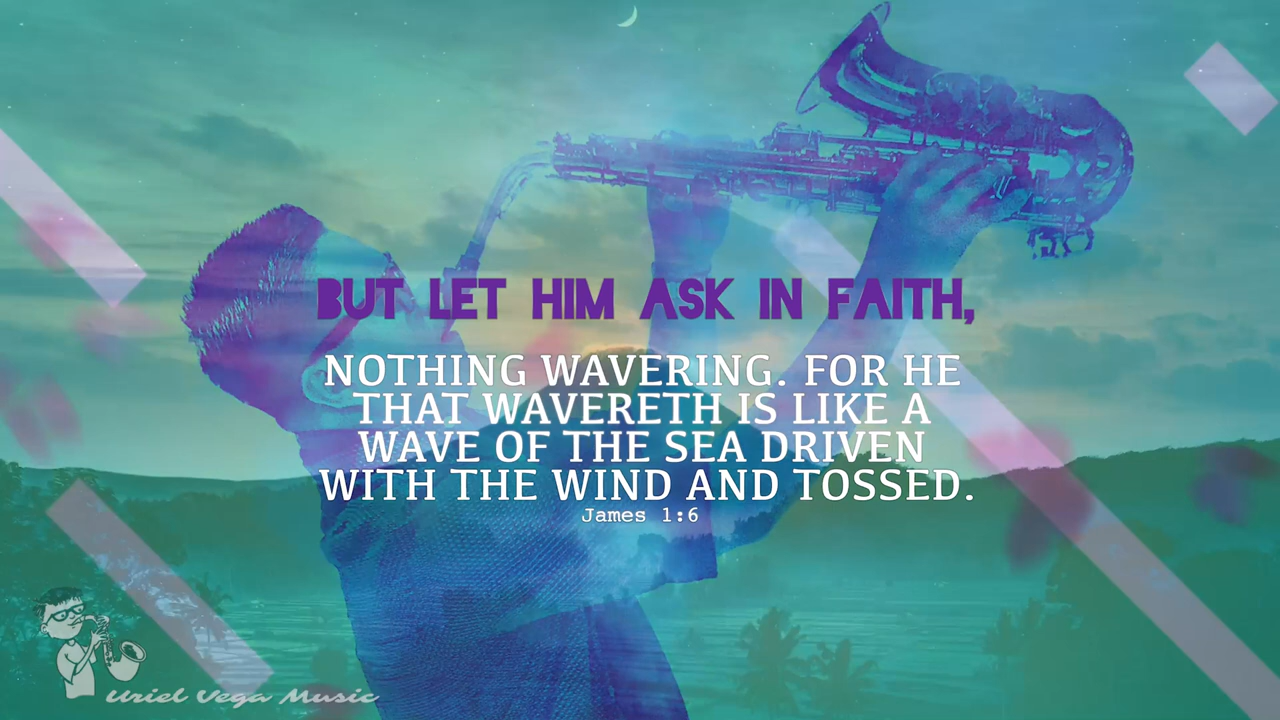 BUT LET HIM ASK IN FAITH,
NOTHING WAVERING. FOR HE
THAT WAVERETH IS LIKE A
WAVE OF THE SEA DRIVEN
WITH THE WIND AND TOSSED.
James 1:6
Uriel Vega Music